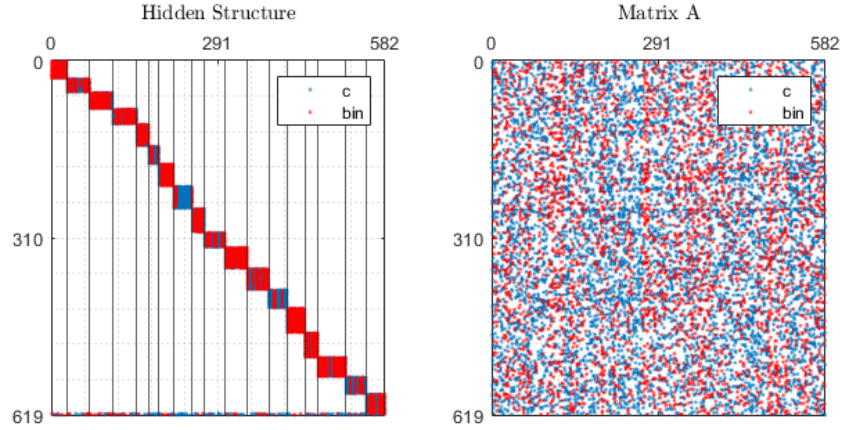 Hidden Structure
0 291 582
0
310
619
c
bin
Matrix A
0 291 582
0
310
619
c
bin